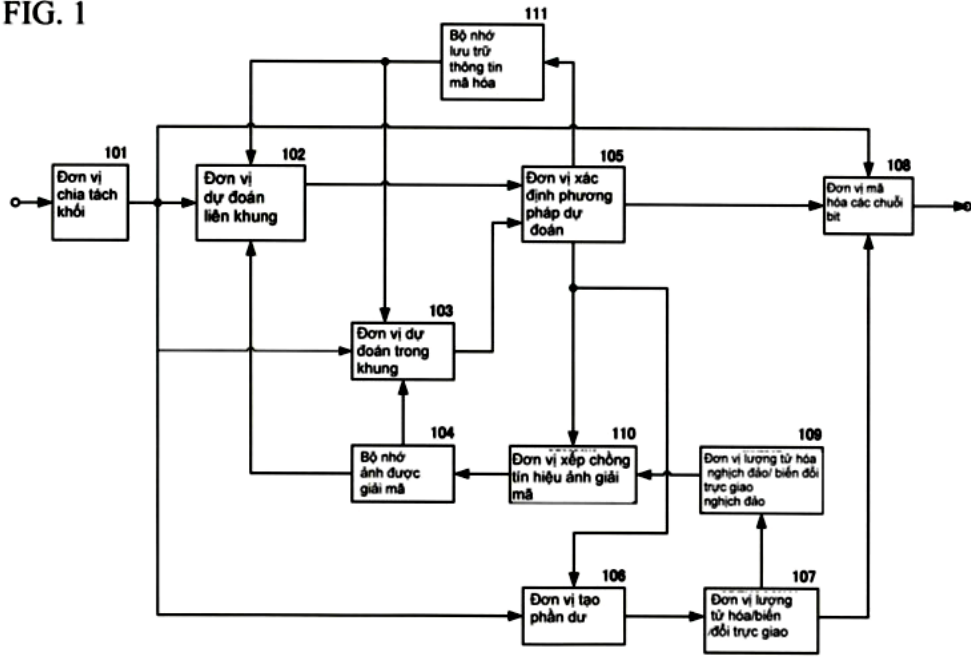 FIG. 1
111
Bộ nhớ
lưu trữ
thông tin
mã hóa
101
Đơn vị
chia tách
khối
102
Đơn vị
dự đoán
liên khung
105
Đơn vị xác
định phương
pháp dự
đoán
108
Đơn vị mã
hóa các chuỗi
bit
103
Đơn vị dự
đoán trong
khung
104
Bộ nhớ
ảnh được
giải mã
110
Đơn vị xếp chồng
tín hiệu ảnh giải
mã
109
Đơn vị lượng tử hóa
nghịch đảo/ biến đổi
trực giao
nghịch đảo
106
Đơn vị tạo
phần dư
107
Đơn vị lượng
tử hóa/biến
/đổi trực giao